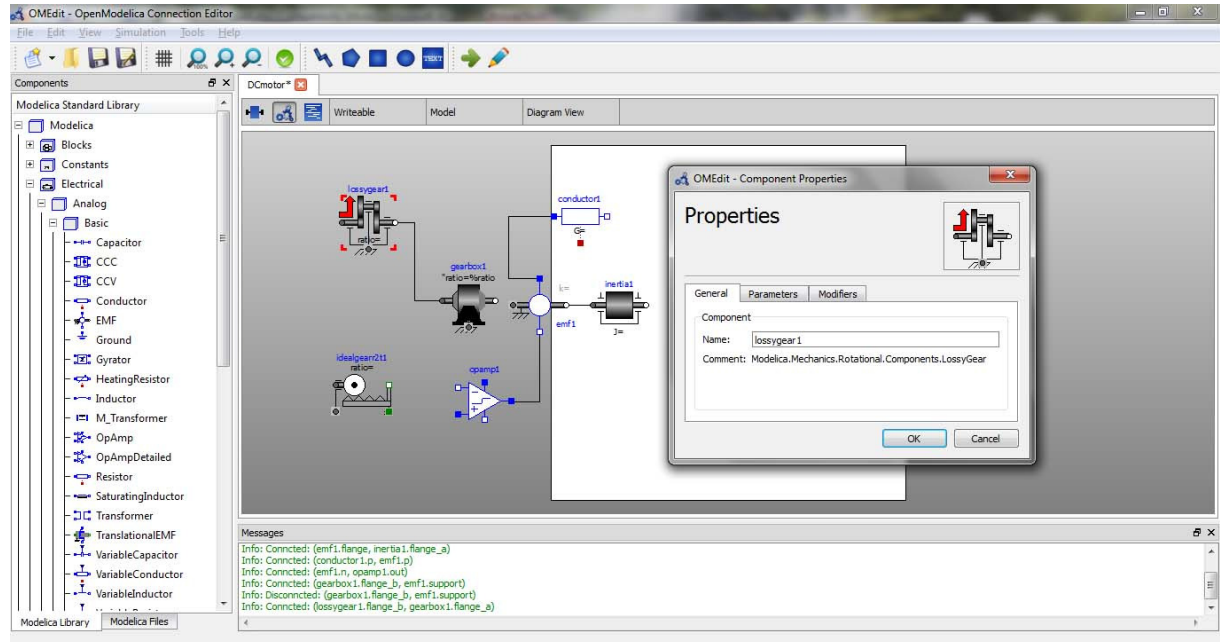 OMEdit - OpenModelica Connection Editor
File Edit View Simulation Tools Help
100%
TEXT
Components
DCmotor*
Modelica Standard Library
Writeable
Model
Diagram View
Modelica
Blocks
Constants
Electrical
Analog
Basic
Capacitor
CCC
CCV
Conductor
EMF
Ground
Gyrator
HeatingResistor
Inductor
M_Transformer
OpAmp
OpAmpDetailed
Resistor
SaturatingInductor
Transformer
TranslationalEMF
VariableCapacitor
VariableConductor
VariableInductor
Modelica Library
Modelica Files
lossygear1
ratio=
conductor1
G=
gearbox1
"ratio=%ratio
k=
inertia1
emf1
J=
idealgearr2t1
ratio=
opamp1
OMEdit - Component Properties
Properties
General
Parameters
Modifiers
Component
Name: lossygear1
Comment: Modelica.Mechanics.Rotational.Components.LossyGear
OK
Cancel
Messages
Info: Conncted: (emf1.flange, inertia1.flange_a)
Info: Conncted: (conductor1.p, emf1.p)
Info: Conncted: (emf1.n, opamp1.out)
Info: Conncted: (gearbox1.flange_b, emf1.support)
Info: Disconncted: (gearbox1.flange_b, emf1.support)
Info: Conncted: (lossygear1.flange_b, gearbox1.flange_a)